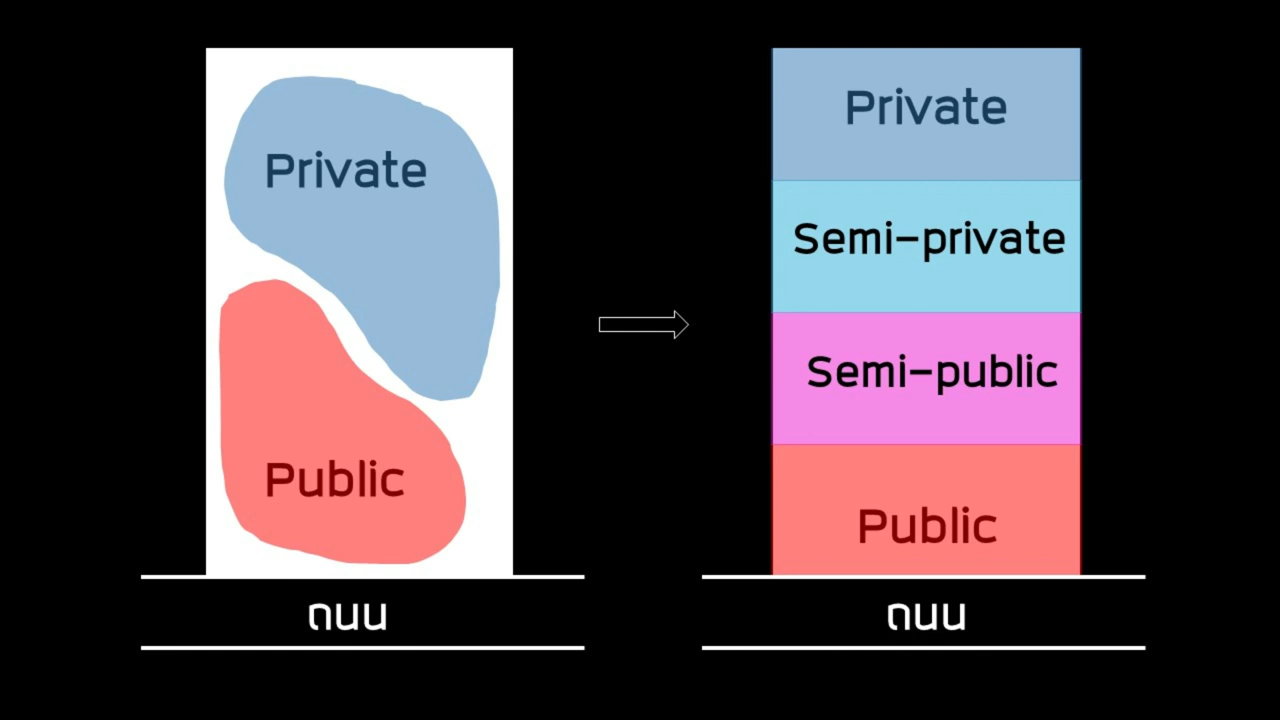 Private
Public
ถนน
Private
Semi-private
Semi-public
Public
ถนน